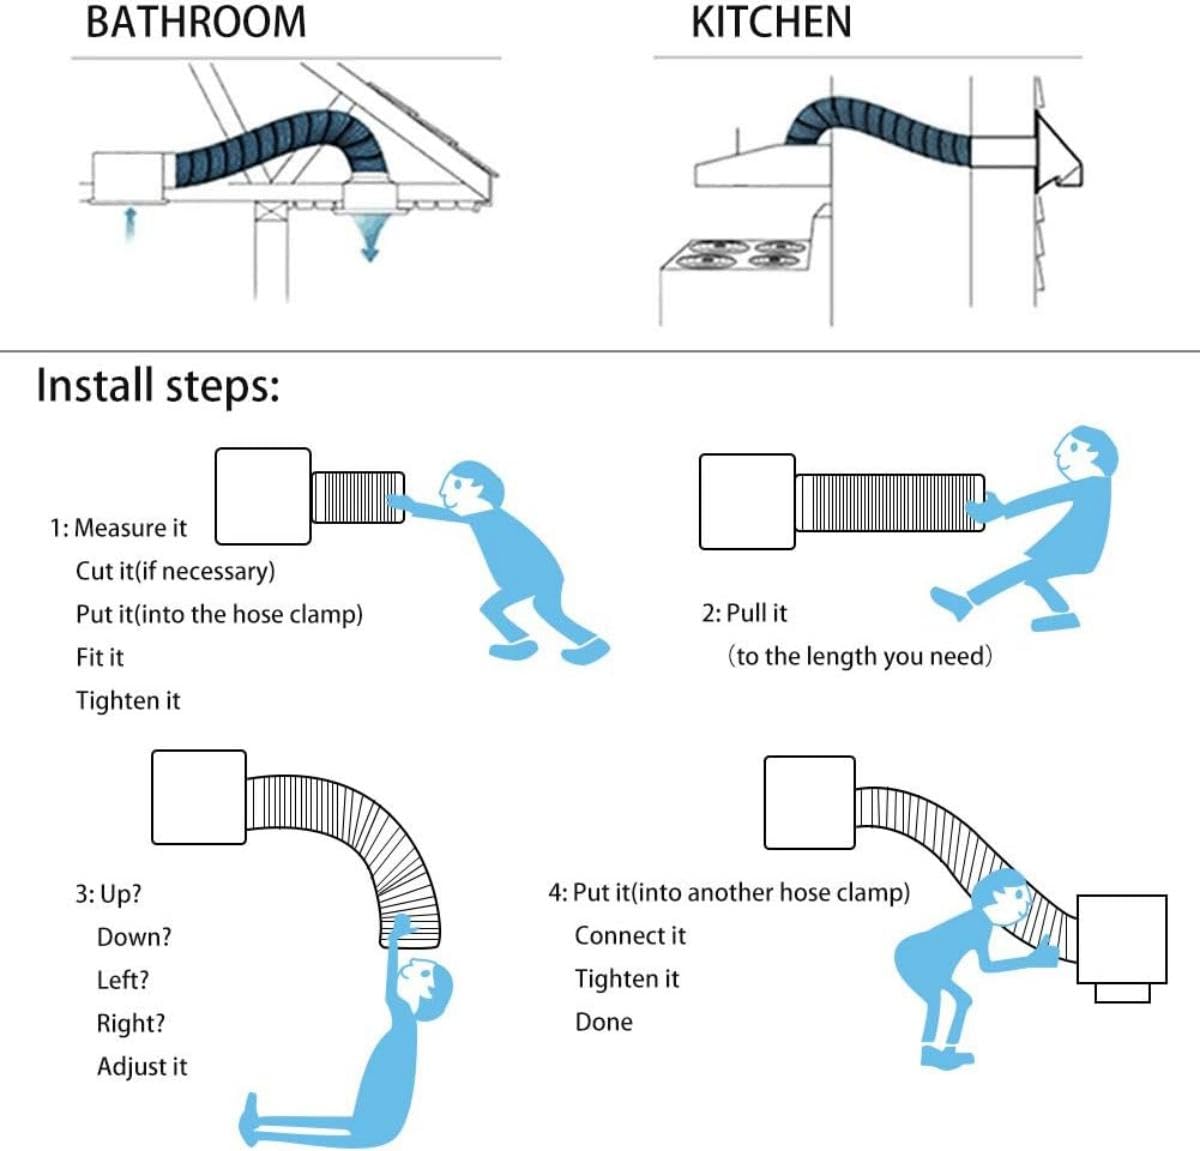 BATHROOM
KITCHEN
Install steps:
1: Measure it
Cut it(if necessary)
Put it(into the hose clamp)
Fit it
Tighten it
2: Pull it
(to the length you need)
3: Up?
Down?
Left?
Right?
Adjust it
4: Put it(into another hose clamp)
Connect it
Tighten it
Done